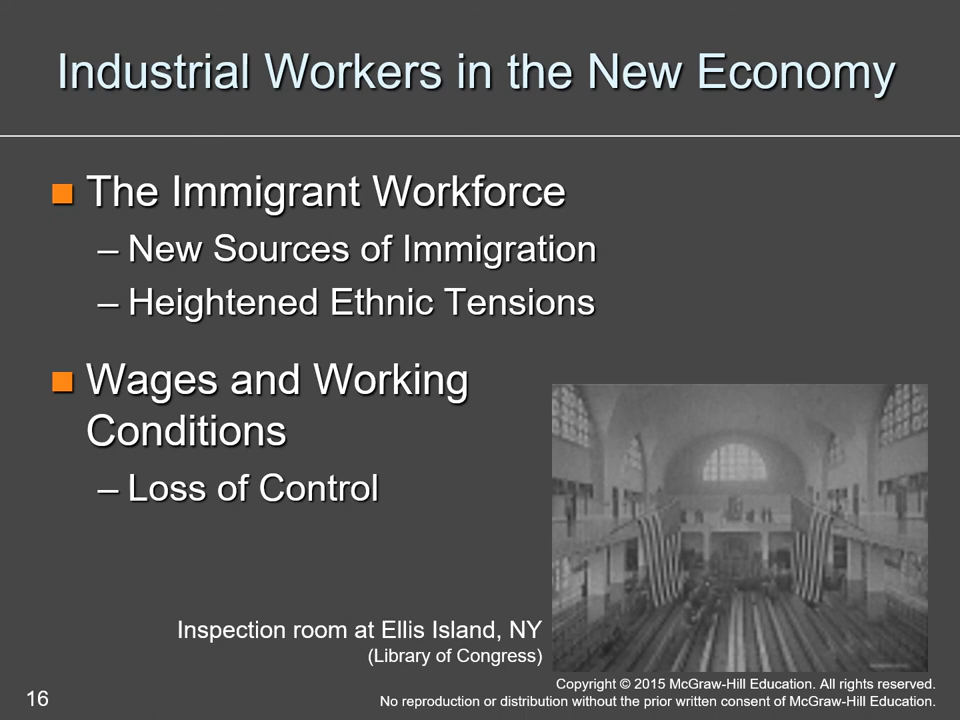 Industrial Workers in the New Economy
The Immigrant Workforce
– New Sources of Immigration
– Heightened Ethnic Tensions
Wages and Working
Conditions
– Loss of Control
Inspection room at Ellis Island, NY
(Library of Congress)
16
Copyright © 2015 McGraw-Hill Education. All rights reserved.
No reproduction or distribution without the prior written consent of McGraw-Hill Education.